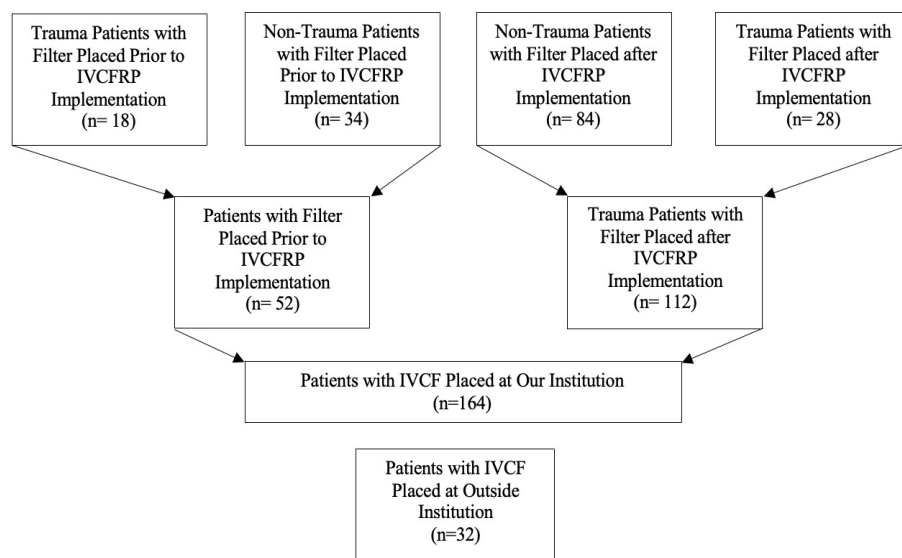 Trauma Patients with
Filter Placed Prior to
IVCFRP
Implementation
(n= 18)
Non-Trauma Patients
with Filter Placed
Prior to IVCFRP
Implementation
(n= 34)
Non-Trauma Patients
with Filter Placed after
IVCFRP
Implementation
(n= 84)
Trauma Patients with
Filter Placed after
IVCFRP
Implementation
(n= 28)
Patients with Filter
Placed Prior to
IVCFRP
Implementation
(n= 52)
Trauma Patients with
Filter Placed after
IVCFRP
Implementation
(n= 112)
Patients with IVCF Placed at Our Institution
(n=164)
Patients with IVCF
Placed at Outside
Institution
(n=32)